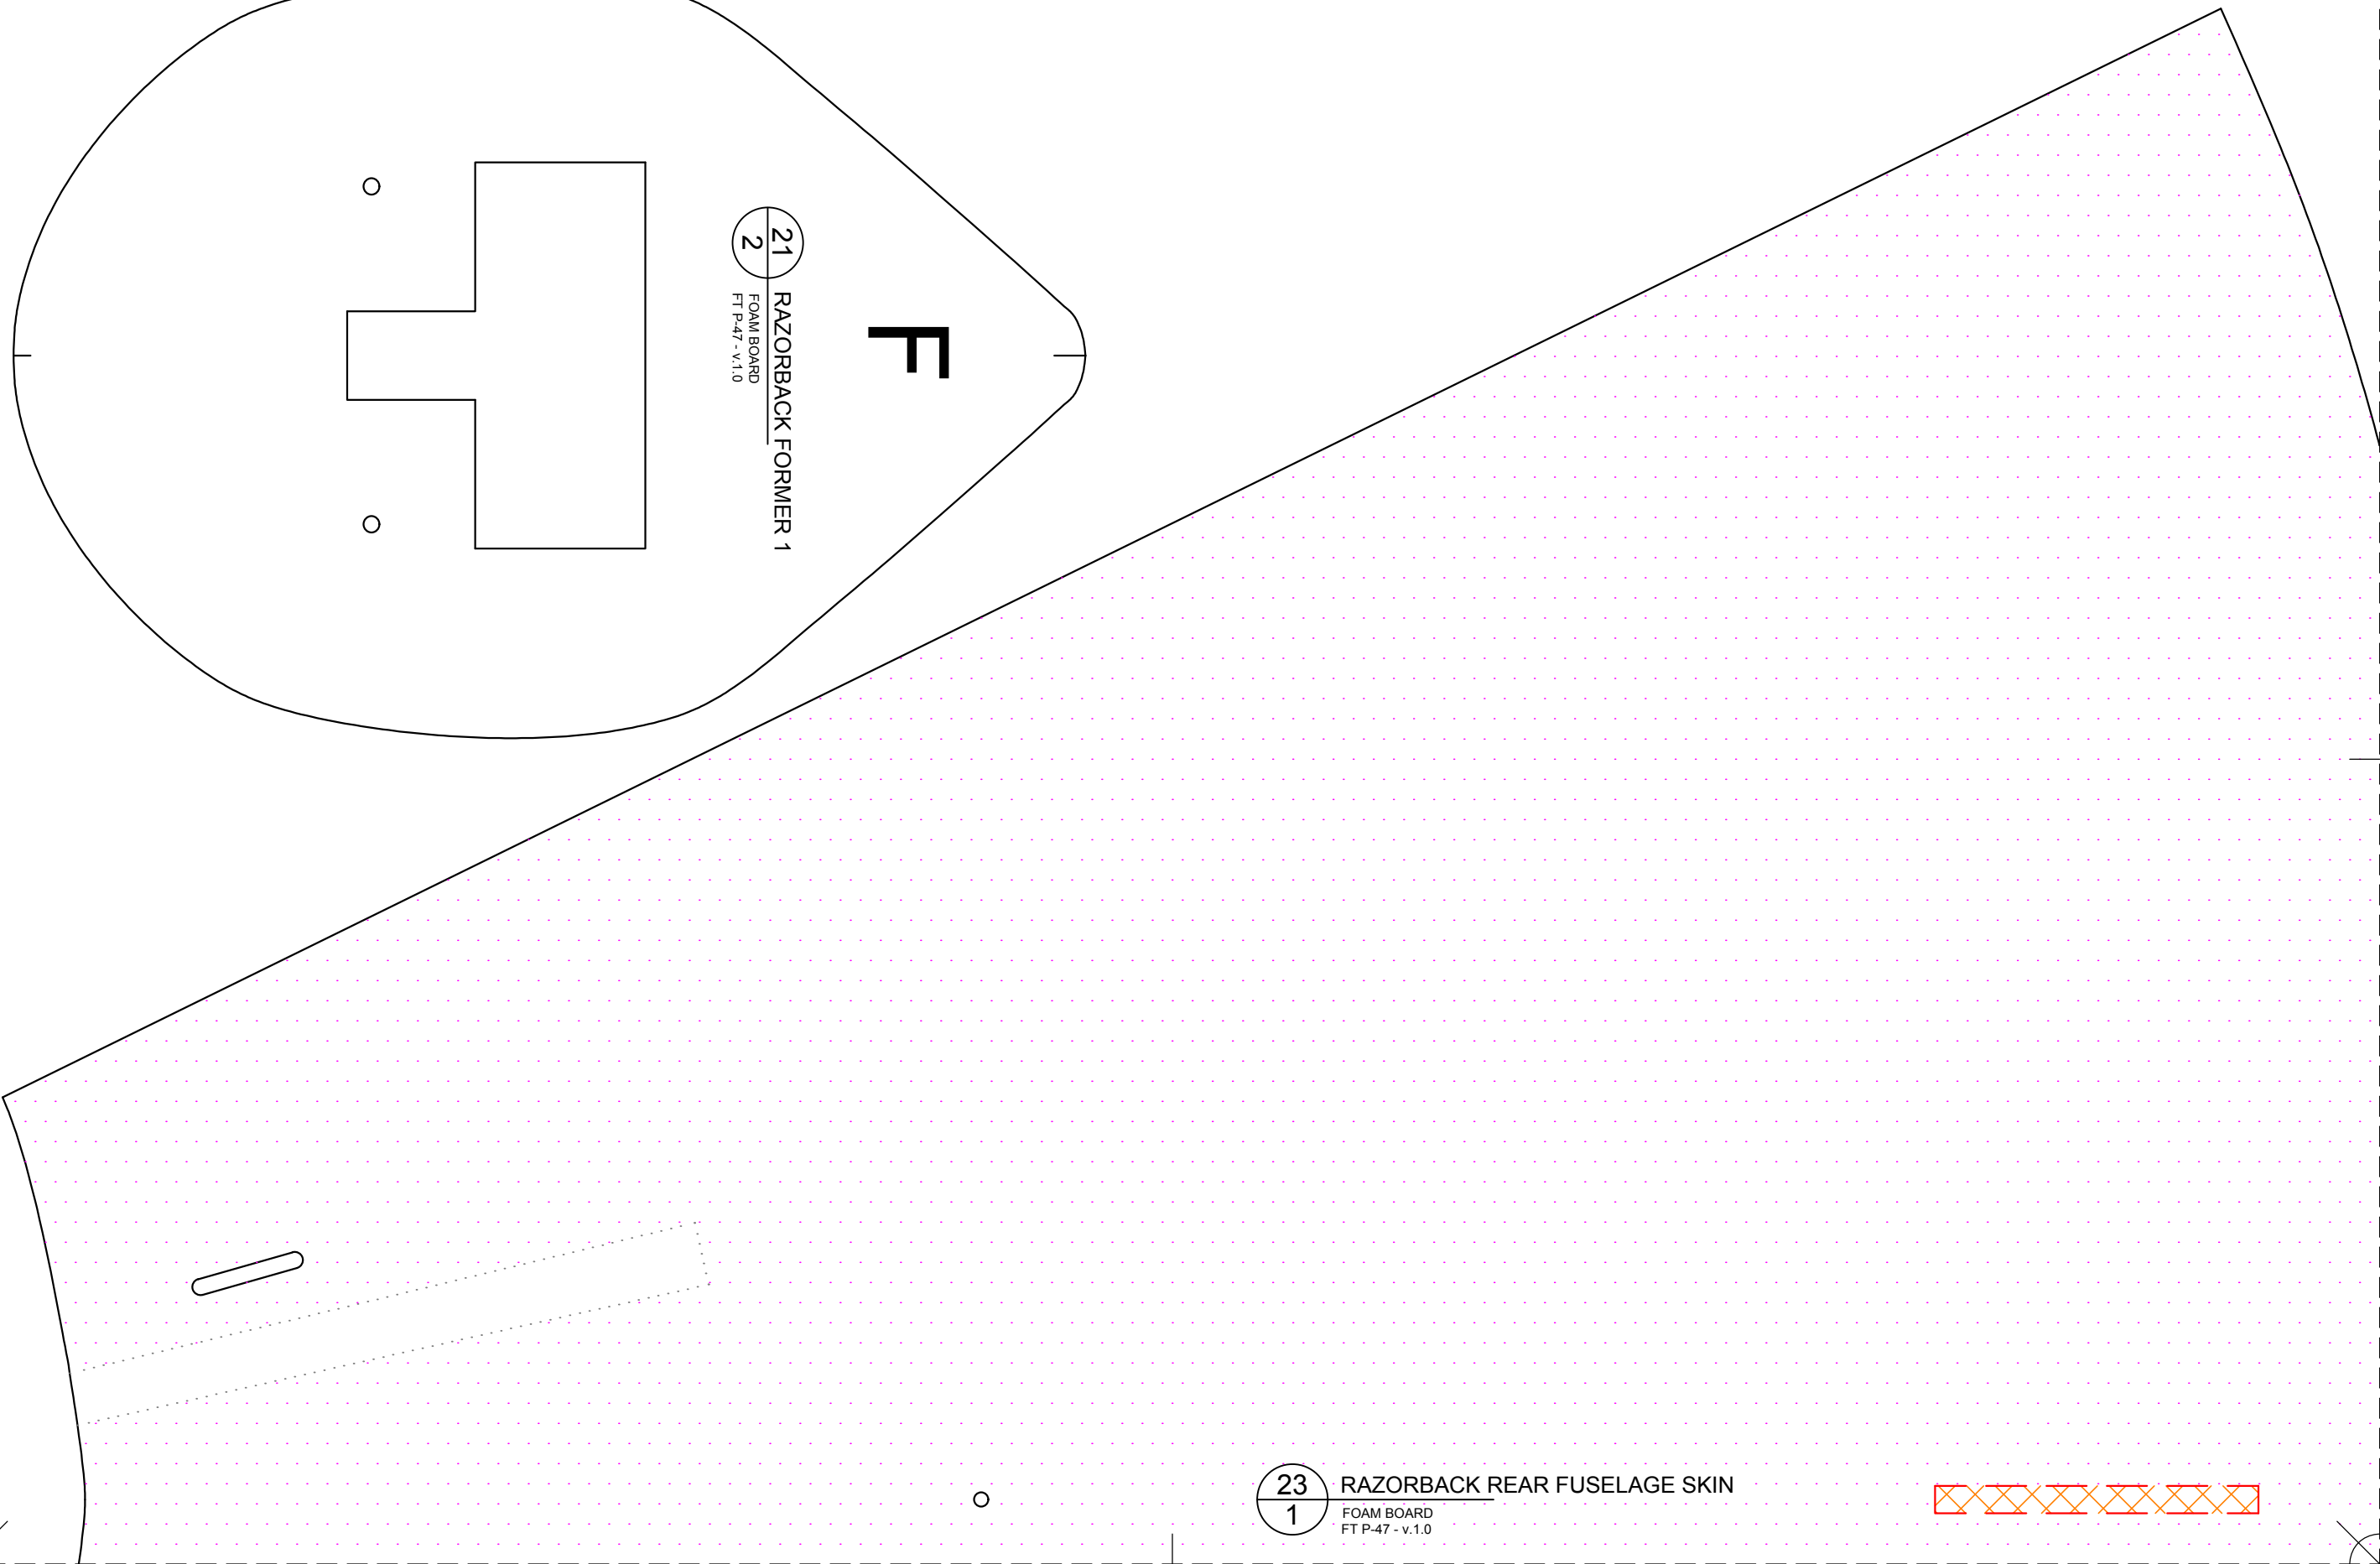 21
2
RAZORBACK FORMER 1
FOAM BOARD
FT P-47 - v.1.0
F
23
1
RAZORBACK REAR FUSELAGE SKIN
FOAM BOARD
FT P-47 - v.1.0